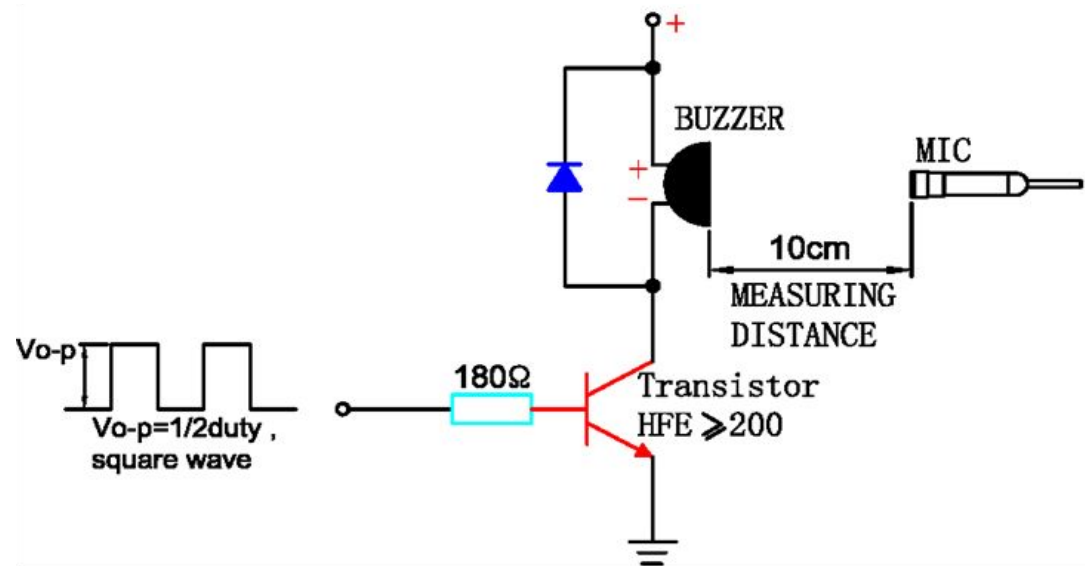 +
BUZZER
MIC
+
−
10cm
MEASURING
DISTANCE
Vo-p
180Ω
Transistor
HFE ⩾200
Vo-p=1/2duty ,
square wave